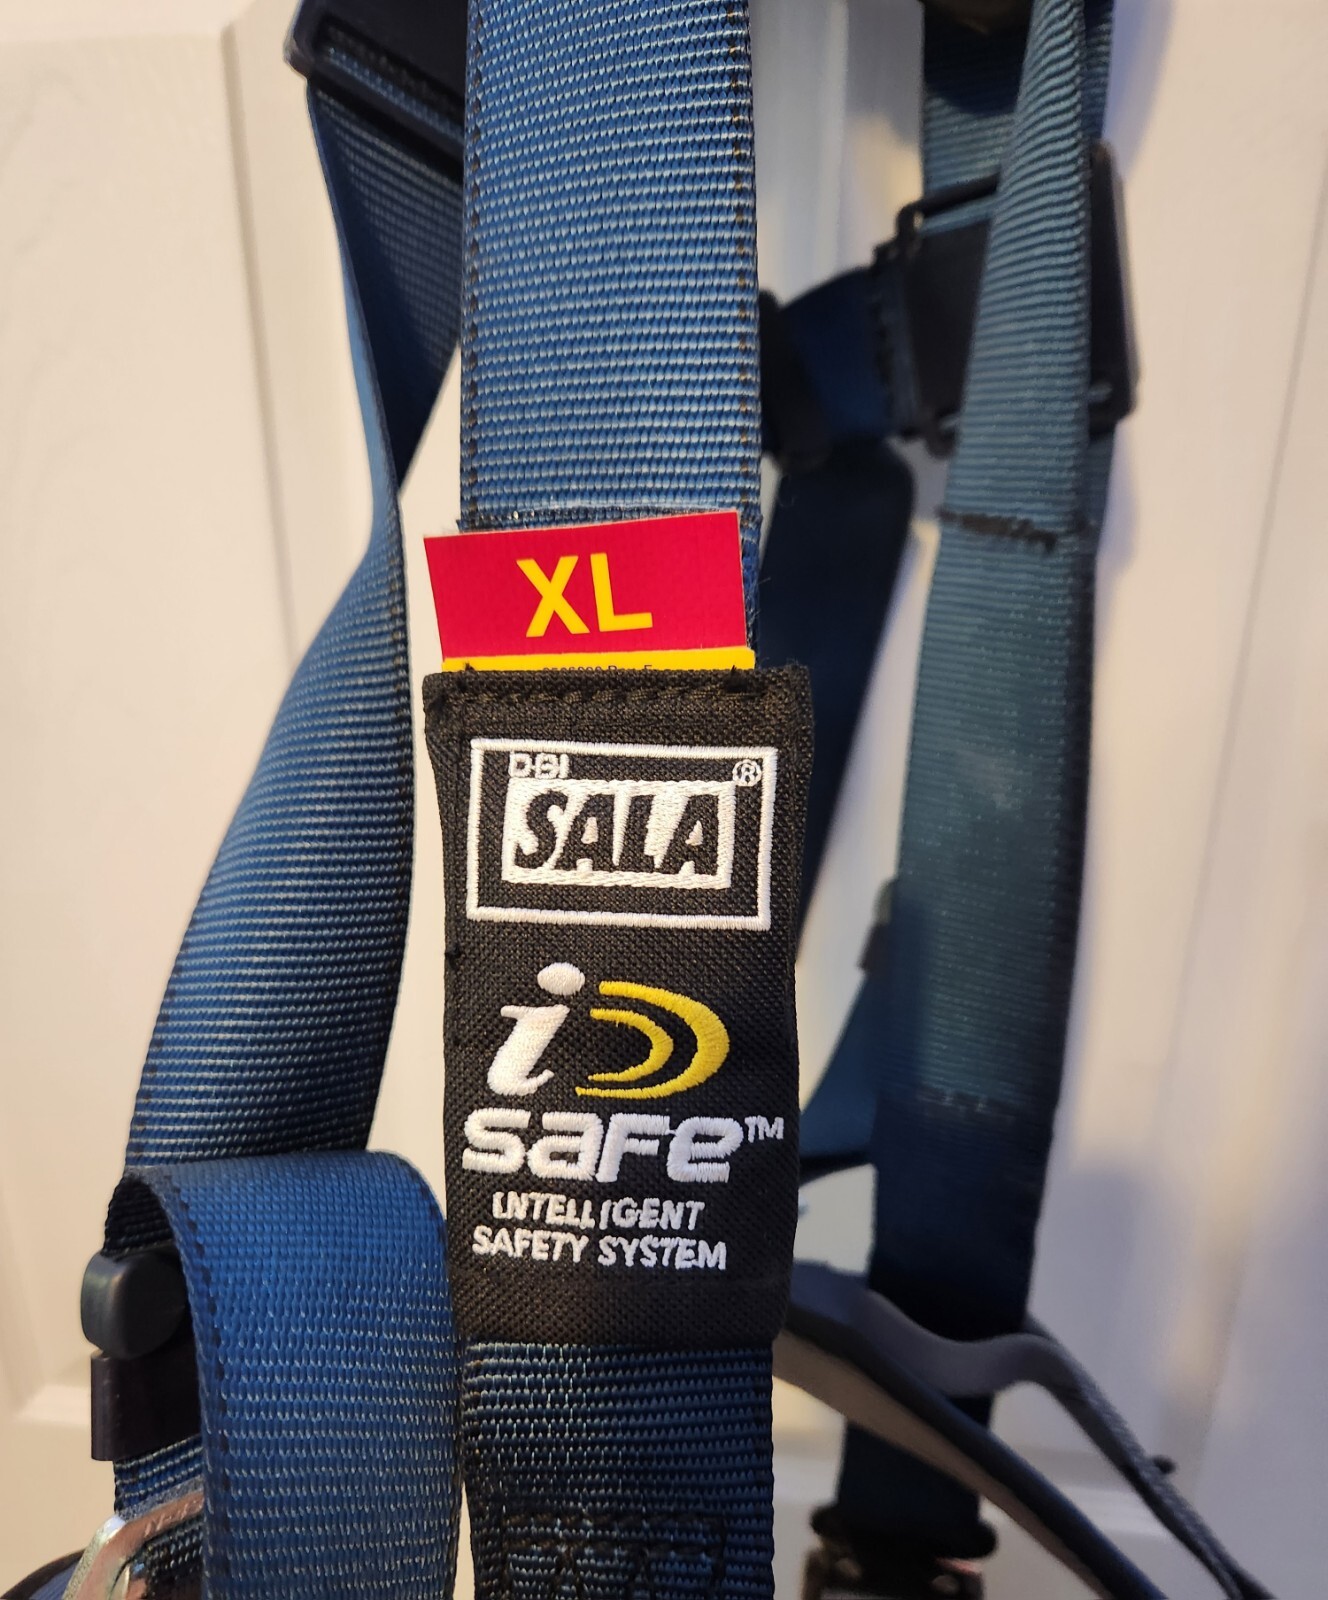 XL
DBI
SALA®
i
safe™
INTELLIGENT
SAFETY SYSTEM